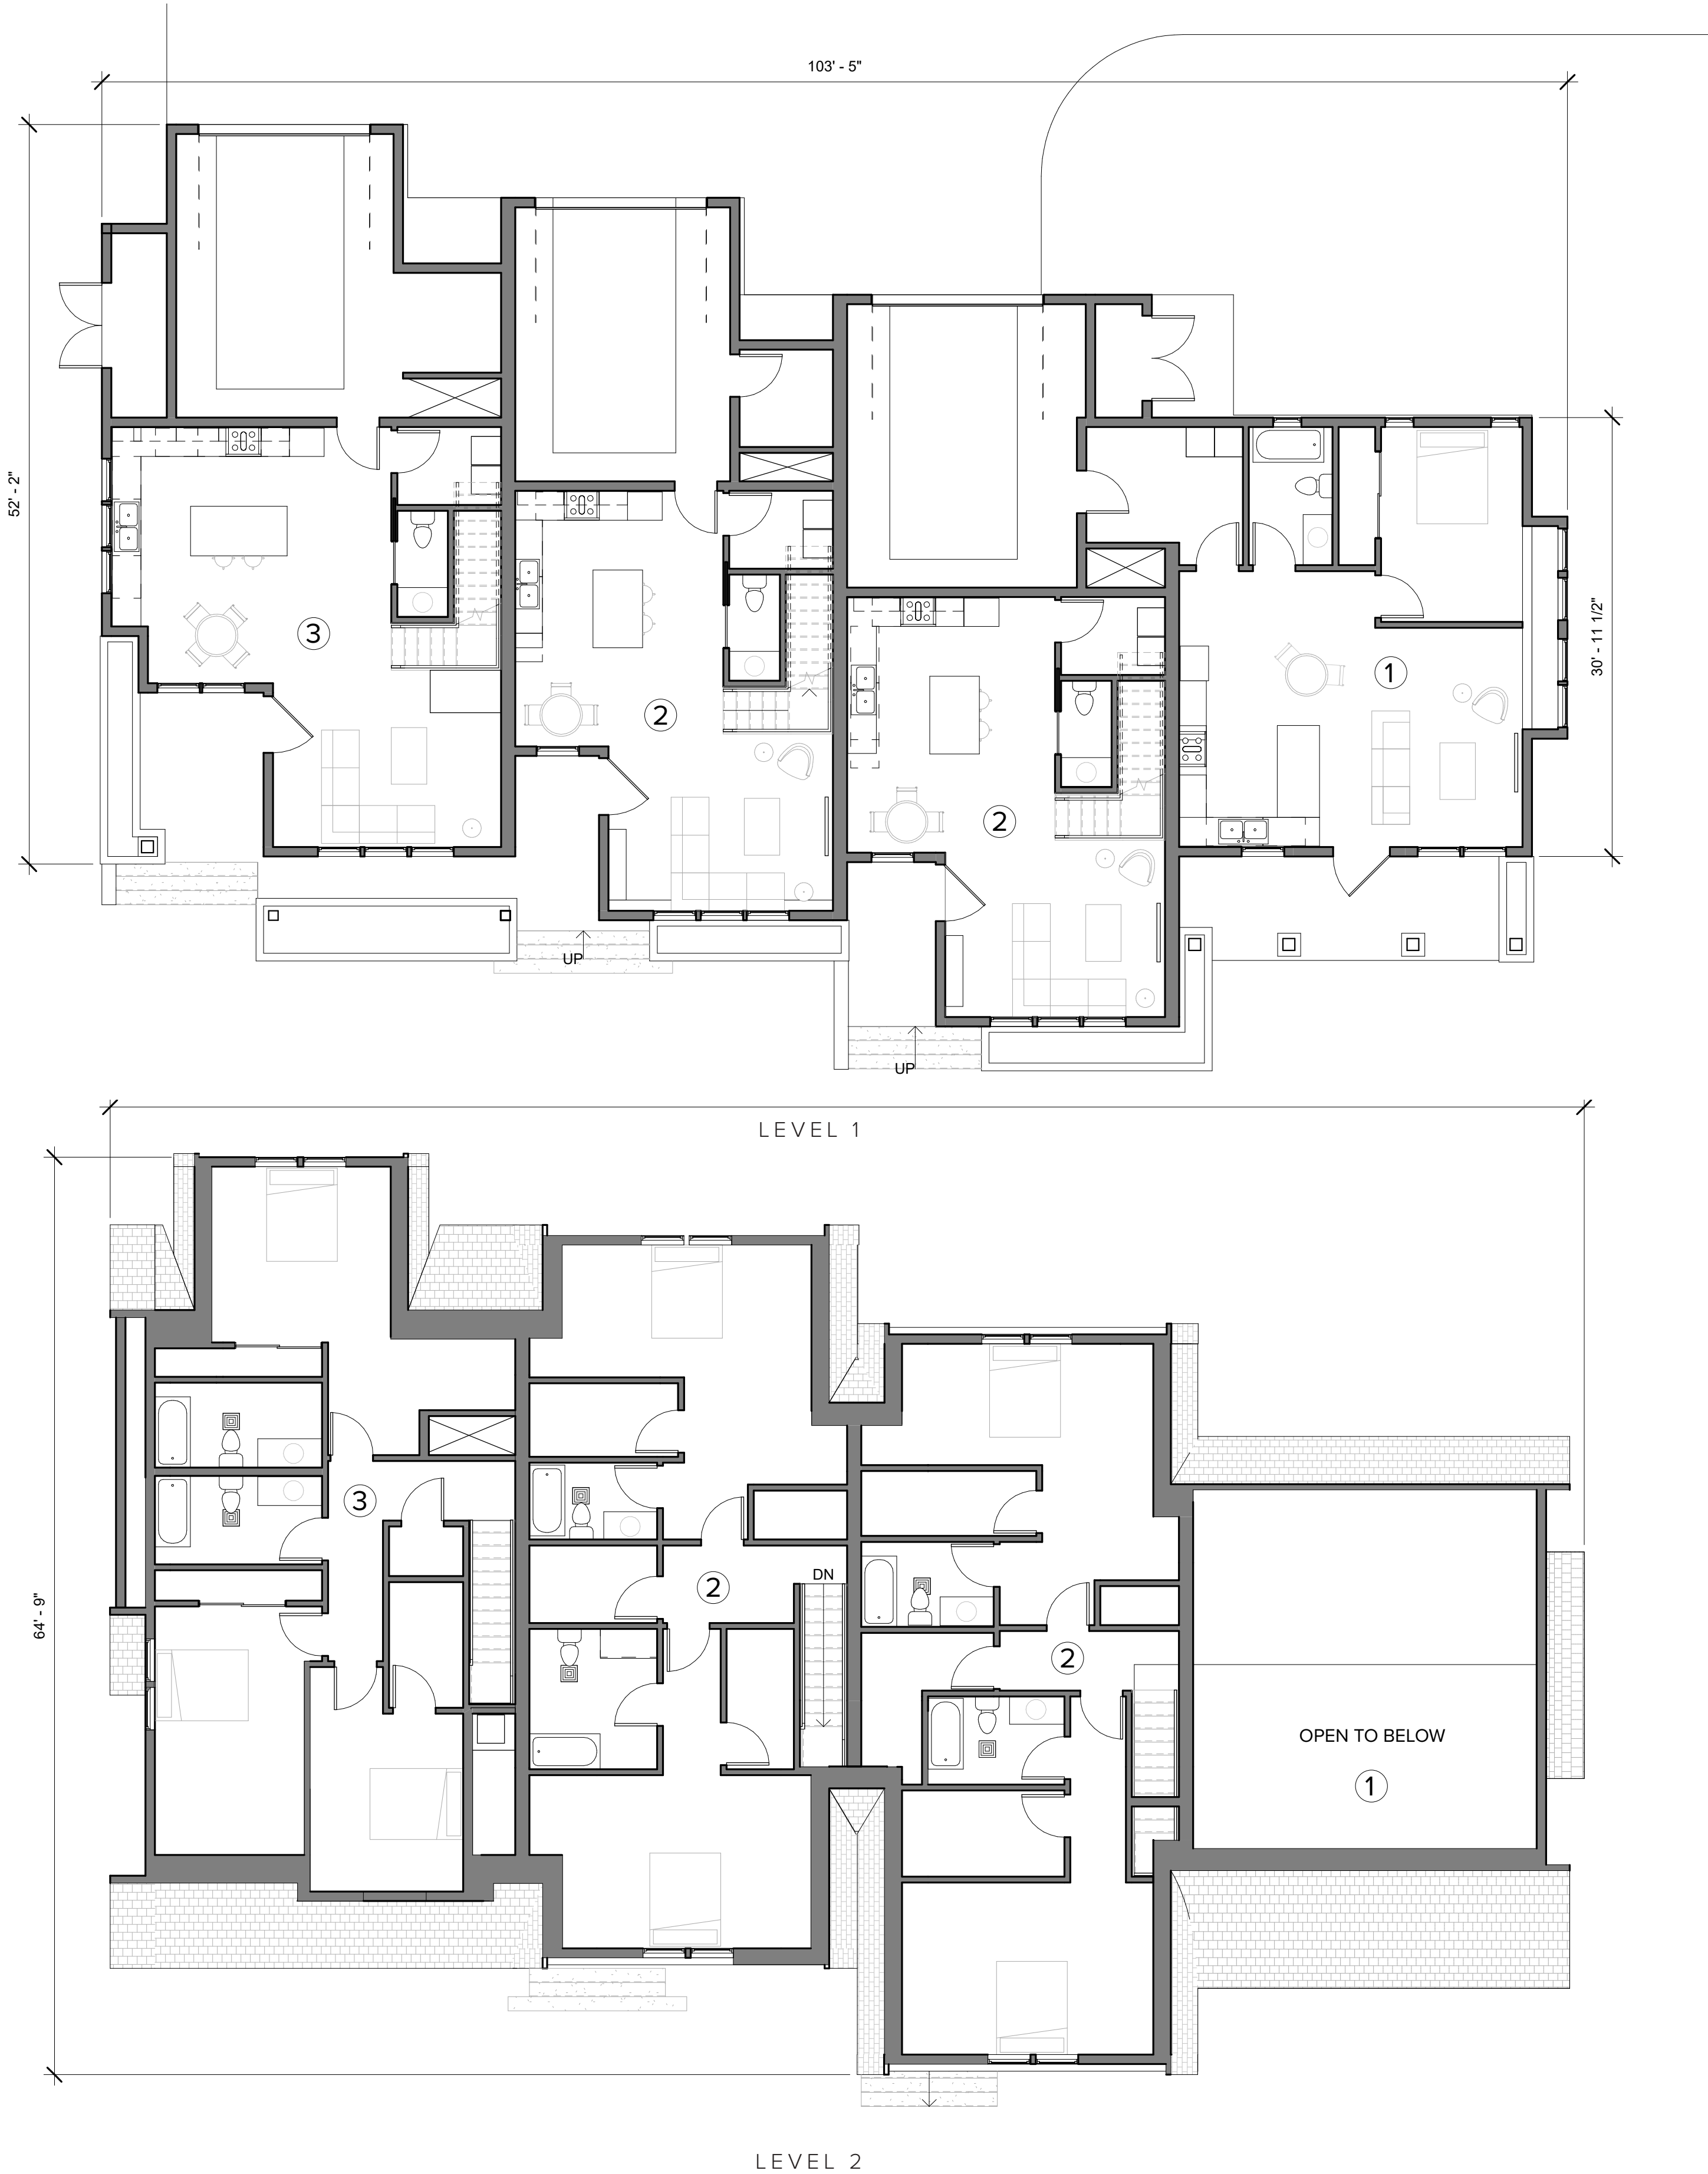 103' - 5"
52' - 2"
30' - 11 1/2"
3
2
1
2
UP
UP
LEVEL 1
3
2
DN
2
64' - 9"
OPEN TO BELOW
1
LEVEL 2